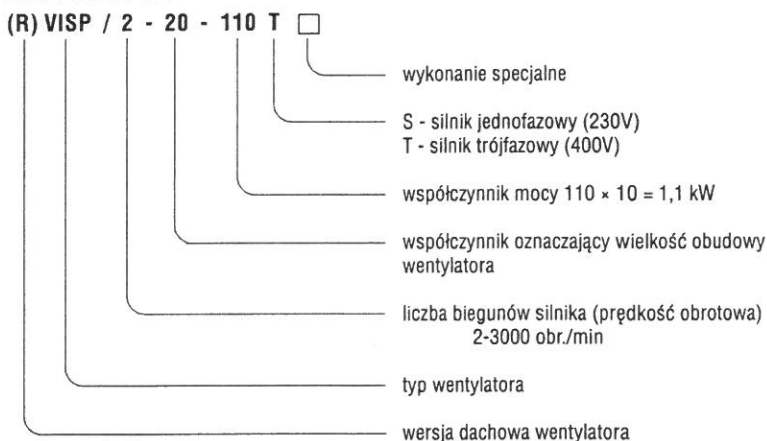 (R) VISP / 2 - 20 - 110 T □
wykonanie specjalne
S - silnik jednofazowy (230V)
T - silnik trójfazowy (400V)
współczynnik mocy 110 × 10 = 1,1 kW
współczynnik oznaczający wielkość obudowy
wentylatora
liczba biegunów silnika (prędkość obrotowa)
2-3000 obr./min
typ wentylatora
wersja dachowa wentylatora